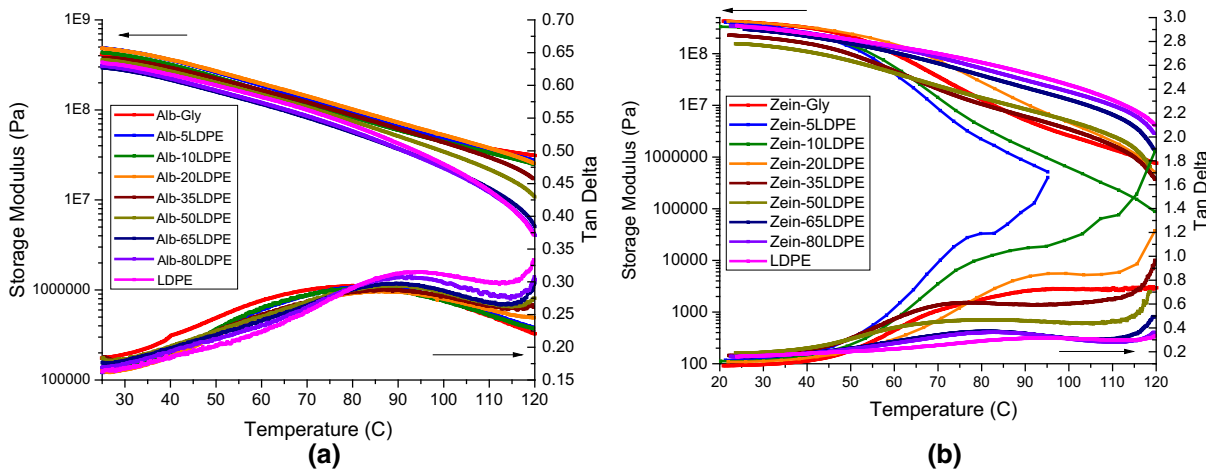 1E9
1E8
1E7
1000000
100000
Storage Modulus (Pa)
Alb-Gly
Alb-5LDPE
Alb-10LDPE
Alb-20LDPE
Alb-35LDPE
Alb-50LDPE
Alb-65LDPE
Alb-80LDPE
LDPE
0.70
0.65
0.60
0.55
0.50
0.45
0.40
0.35
0.30
0.25
0.20
0.15
Tan Delta
30 40 50 60 70 80 90 100 110 120
Temperature (C)
(a)
1E8
1E7
1000000
100000
10000
1000
100
Storage Modulus (Pa)
Zein-Gly
Zein-5LDPE
Zein-10LDPE
Zein-20LDPE
Zein-35LDPE
Zein-50LDPE
Zein-65LDPE
Zein-80LDPE
LDPE
3.0
2.8
2.6
2.4
2.2
2.0
1.8
1.6
1.4
1.2
1.0
0.8
0.6
0.4
0.2
Tan Delta
20 30 40 50 60 70 80 90 100 110 120
Temperature (C)
(b)